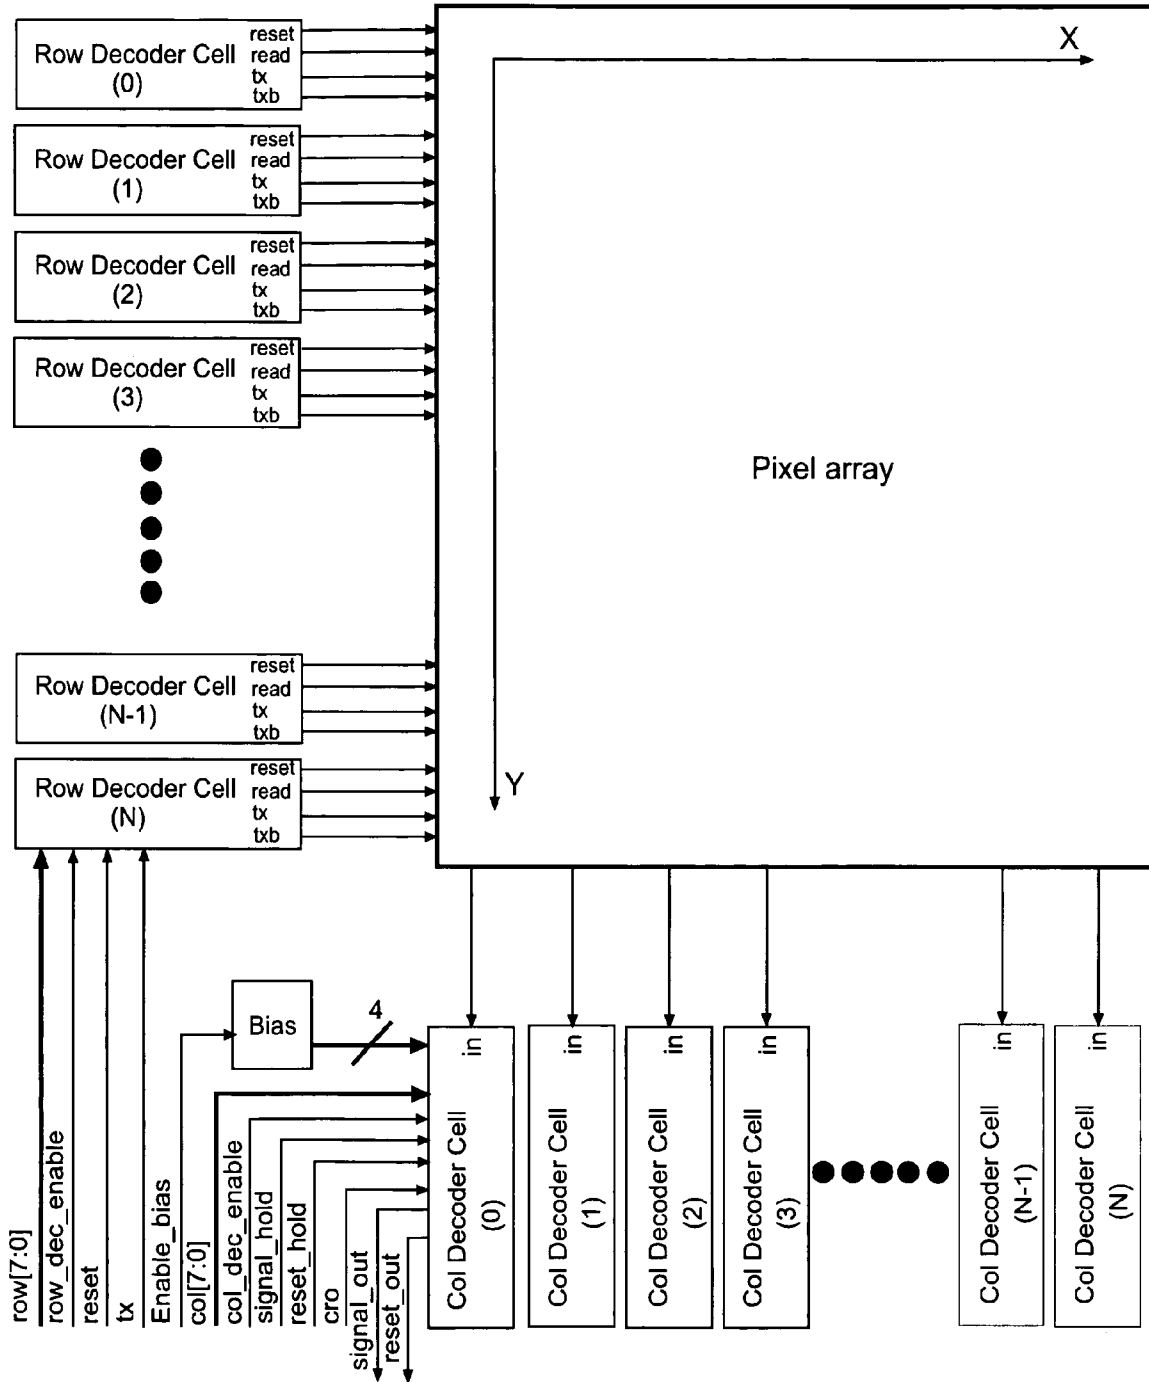 Row Decoder Cell
(0)
reset
read
tx
txb
Row Decoder Cell
(1)
reset
read
tx
txb
Row Decoder Cell
(2)
reset
read
tx
txb
Row Decoder Cell
(3)
reset
read
tx
txb
Row Decoder Cell
(N-1)
reset
read
tx
txb
Row Decoder Cell
(N)
reset
read
tx
txb
X
Y
Pixel array
Bias
4
row[7:0]
row_dec_enable
reset
tx
Enable_bias
col[7:0]
col_dec_enable
signal_hold
reset_hold
cro
signal_out
reset_out
in
Col Decoder Cell
(0)
in
Col Decoder Cell
(1)
in
Col Decoder Cell
(2)
in
Col Decoder Cell
(3)
in
Col Decoder Cell
(N-1)
in
Col Decoder Cell
(N)